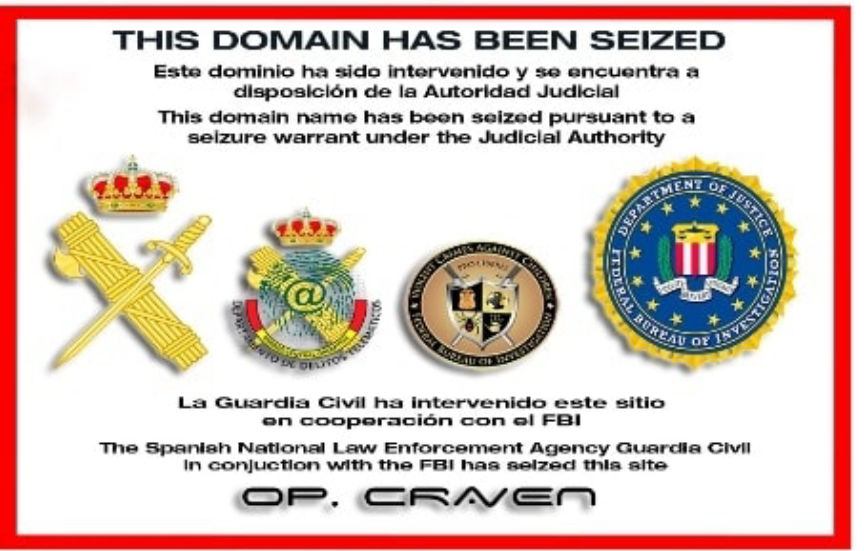 THIS DOMAIN HAS BEEN SEIZED
Este dominio ha sido intervenido y se encuentra a
disposición de la Autoridad Judicial
This domain name has been seized pursuant to a
seizure warrant under the Judicial Authority
DEPARTAMENTO DE DELITOS TELEMÁTICOS
@
VIOLENT CRIMES AGAINST CHILDREN
FEDERAL BUREAU OF INVESTIGATION
DEPARTMENT OF JUSTICE
FEDERAL BUREAU OF INVESTIGATION
La Guardia Civil ha intervenido este sitio
en cooperación con el FBI
The Spanish National Law Enforcement Agency Guardia Civil
in conjuction with the FBI has seized this site
OP. CRAVEN